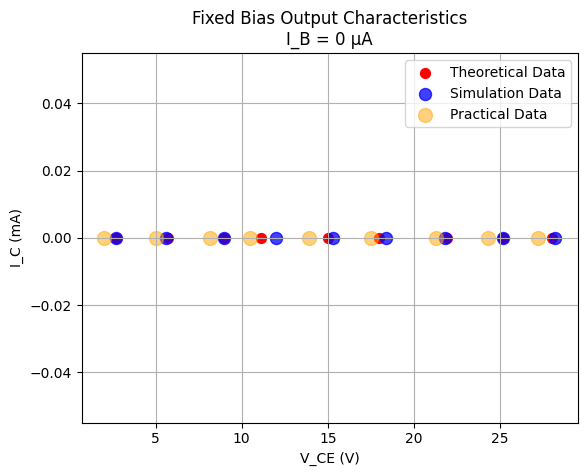 Fixed Bias Output Characteristics
I_B = 0 µA
Theoretical Data
Simulation Data
Practical Data
0.04
0.02
0.00
−0.02
−0.04
I_C (mA)
5
10
15
20
25
V_CE (V)